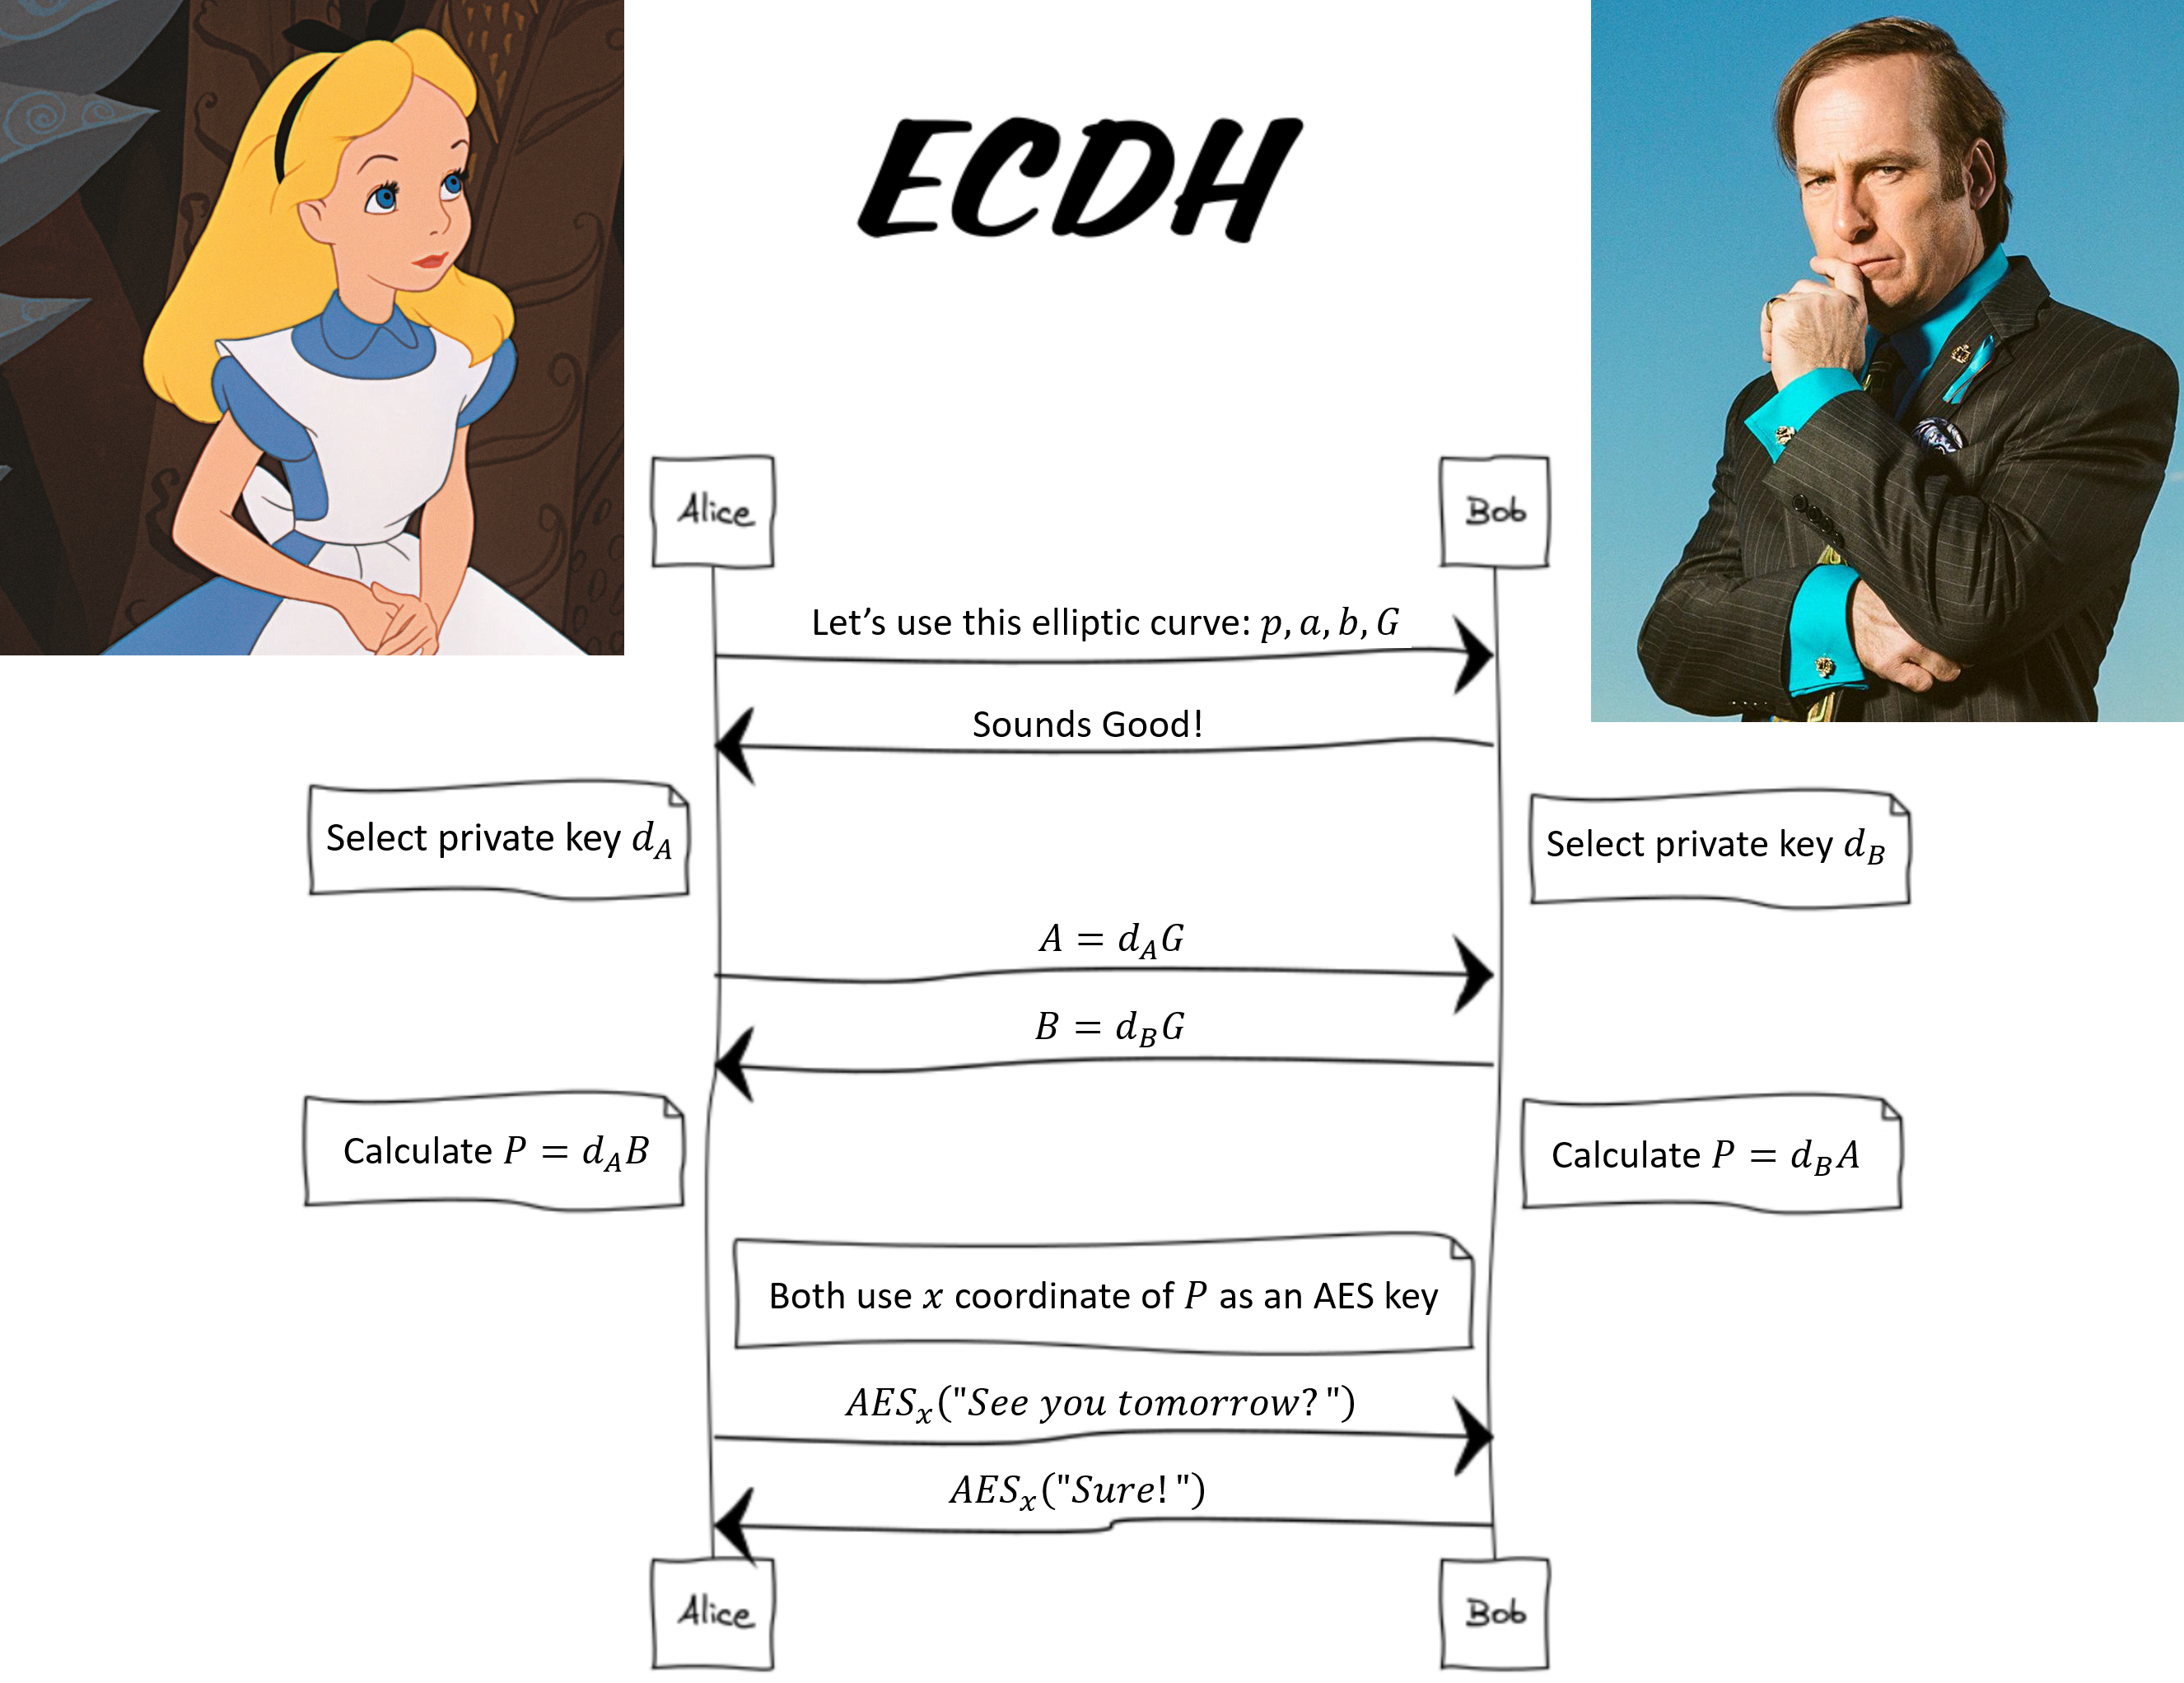 ECDH
Alice
Bob
Let’s use this elliptic curve: p, a, b, G
Sounds Good!
Select private key d_A
Select private key d_B
A = d_A G
B = d_B G
Calculate P = d_A B
Calculate P = d_B A
Both use x coordinate of P as an AES key
AES_x("See you tomorrow? ")
AES_x("Sure! ")
Alice
Bob